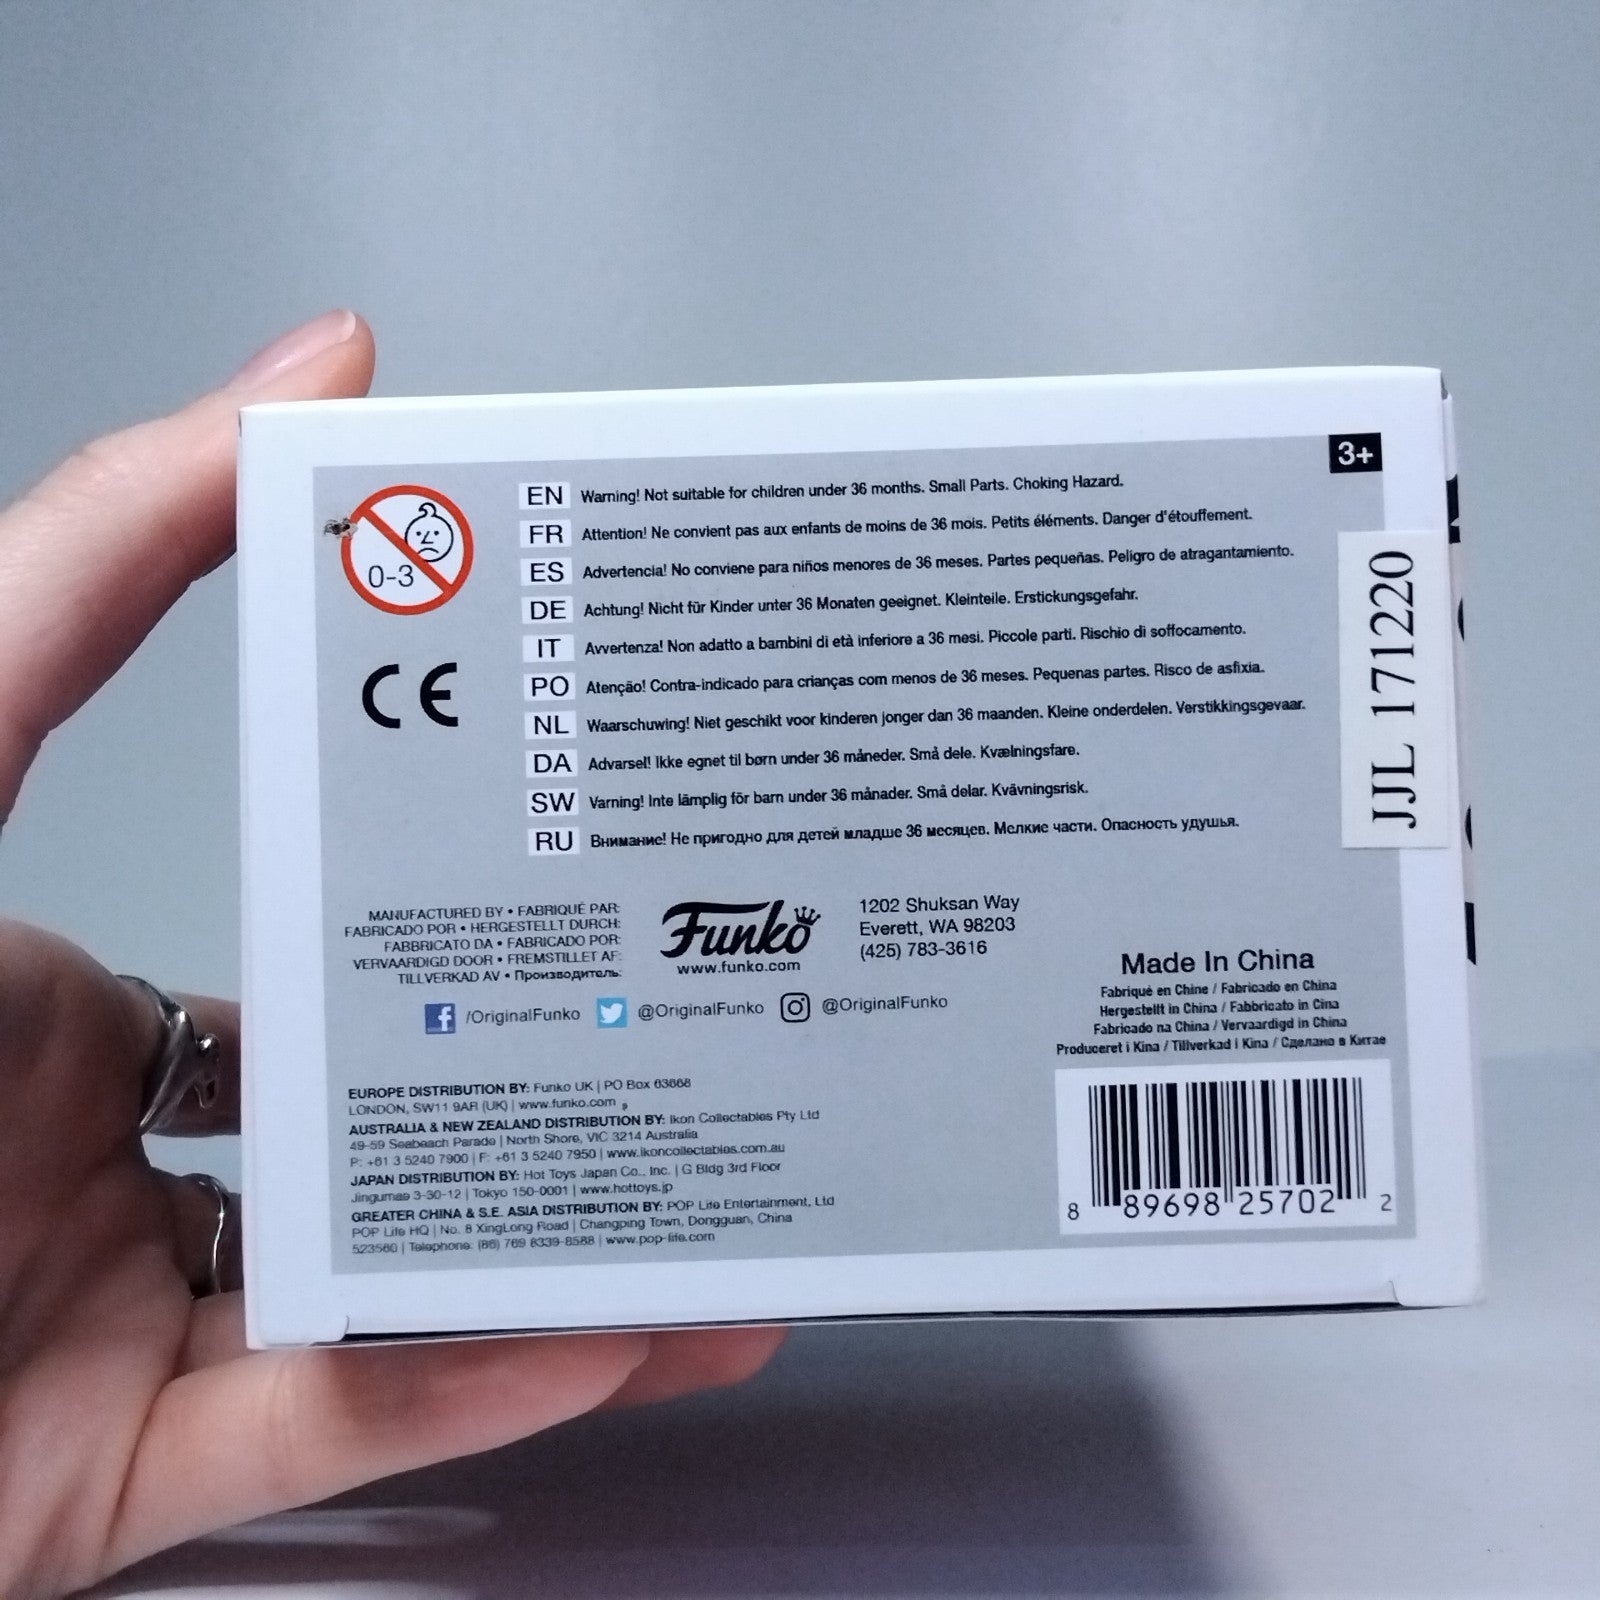 3+
0-3
CE
EN Warning! Not suitable for children under 36 months. Small Parts. Choking Hazard.
FR Attention! Ne convient pas aux enfants de moins de 36 mois. Petits éléments. Danger d'étouffement.
ES Advertencia! No conviene para niños menores de 36 meses. Partes pequeñas. Peligro de atragantamiento.
DE Achtung! Nicht für Kinder unter 36 Monaten geeignet. Kleinteile. Erstickungsgefahr.
IT Avvertenza! Non adatto a bambini di età inferiore a 36 mesi. Piccole parti. Rischio di soffocamento.
PO Atenção! Contra-indicado para crianças com menos de 36 meses. Pequenas partes. Risco de asfixia.
NL Waarschuwing! Niet geschikt voor kinderen jonger dan 36 maanden. Kleine onderdelen. Verstikkingsgevaar.
DA Advarsel! Ikke egnet til børn under 36 måneder. Små dele. Kvælningsfare.
SW Varning! Inte lämplig för barn under 36 månader. Små delar. Kvävningsrisk.
RU Внимание! Не пригодно для детей младше 36 месяцев. Мелкие части. Опасность удушья.
JJL 171220
MANUFACTURED BY • FABRIQUÉ PAR:
FABRICADO POR • HERGESTELLT DURCH:
FABBRICATO DA • FABRICADO POR:
VERVAARDIGD DOOR • FREMSTILLET AF:
TILLVERKAD AV • Производитель:
Funko
www.funko.com
1202 Shuksan Way
Everett, WA 98203
(425) 783-3616
/OriginalFunko @OriginalFunko @OriginalFunko
Made In China
Fabriqué en Chine / Fabricado en China
Hergestellt in China / Fabbricato in Cina
Fabricado na China / Vervaardigd in China
Produceret i Kina / Tillverkad i Kina / Сделано в Китае
EUROPE DISTRIBUTION BY: Funko UK | PO Box 63668
LONDON, SW11 9AR (UK) | www.funko.com
AUSTRALIA & NEW ZEALAND DISTRIBUTION BY: Ikon Collectables Pty Ltd
49-59 Seabeach Parade | North Shore, VIC 3214 Australia
P: +61 3 5240 7900 | F: +61 3 5240 7950 | www.ikoncollectables.com.au
JAPAN DISTRIBUTION BY: Hot Toys Japan Co., Inc. | G Bldg 3rd Floor
Jingumae 3-30-12 | Tokyo 150-0001 | www.hottoys.jp
GREATER CHINA & S.E. ASIA DISTRIBUTION BY: POP Life Entertainment, Ltd
POP Life HQ | No. 8 XingLong Road | Changping Town, Dongguan, China
523560 | Telephone: (86) 769 8339-8588 | www.pop-life.com
8 89698 25702 2